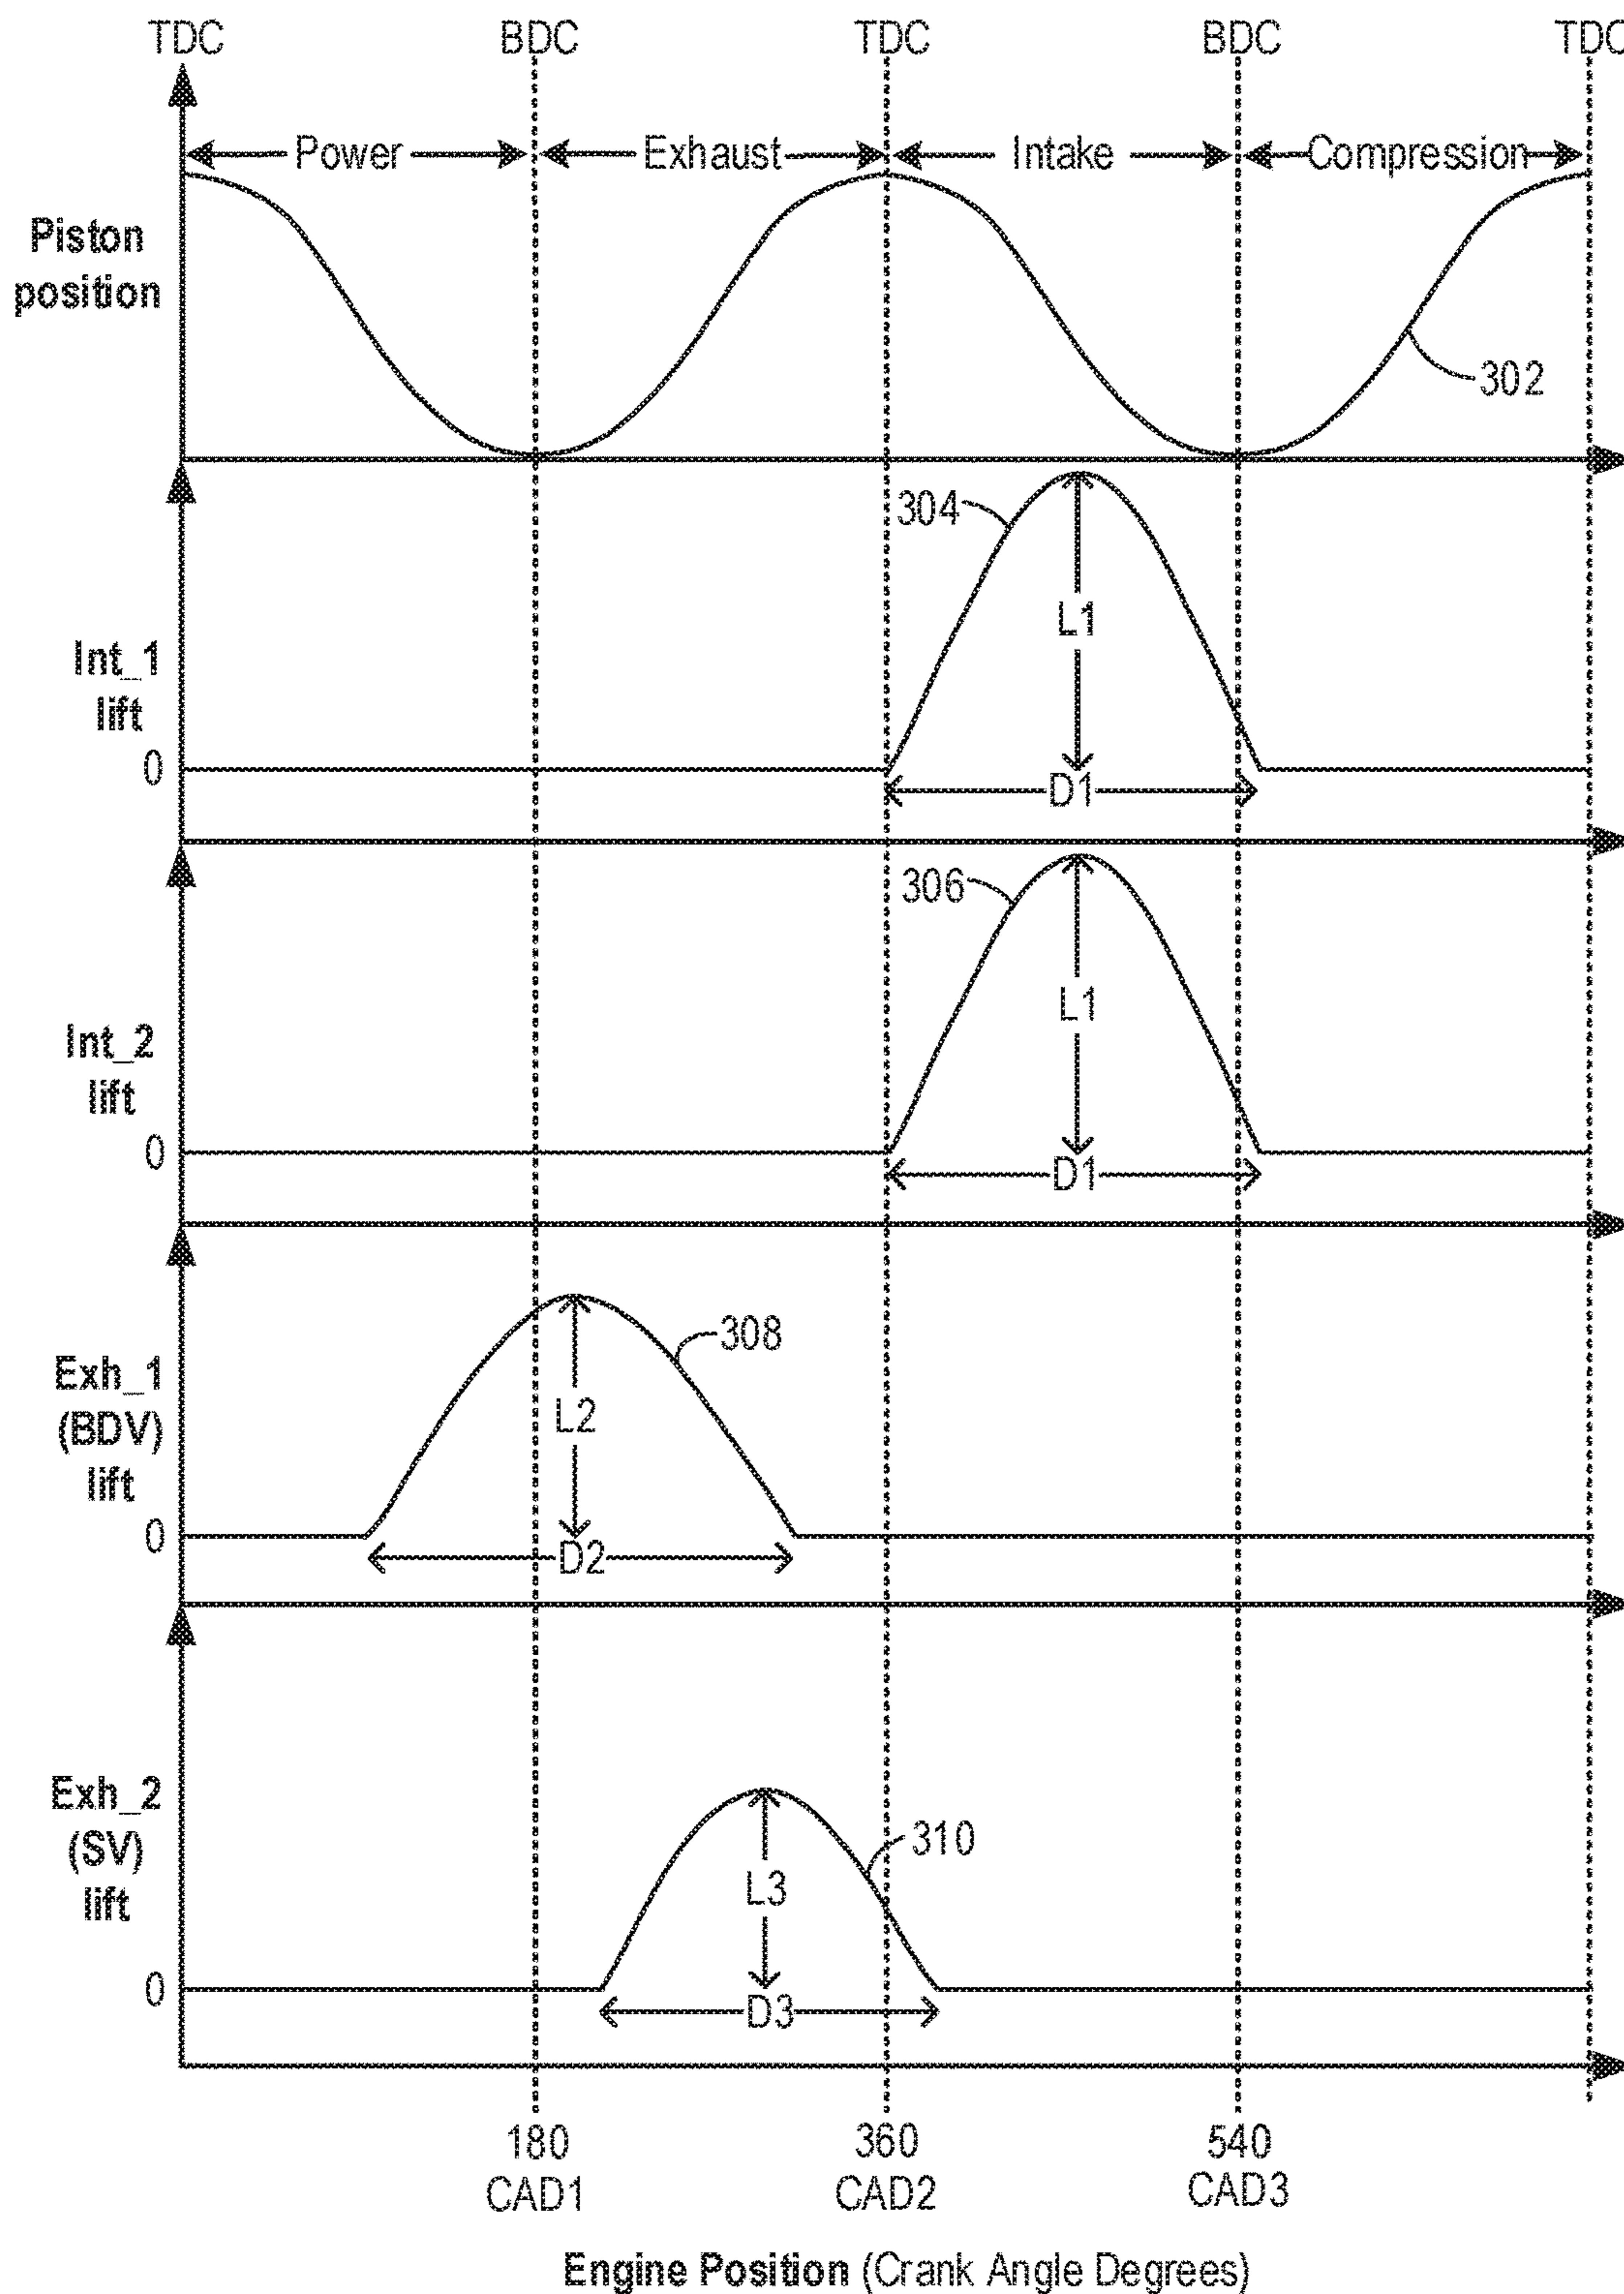 TDC BDC TDC BDC TDC
Power Exhaust Intake Compression
Piston
position
302
304
L1
Int_1
lift
0
D1
306
L1
Int_2
lift
0
D1
308
Exh_1
(BDV)
lift
L2
0
D2
Exh_2
(SV)
lift
310
L3
0
D3
180 360 540
CAD1 CAD2 CAD3
Engine Position (Crank Angle Degrees)